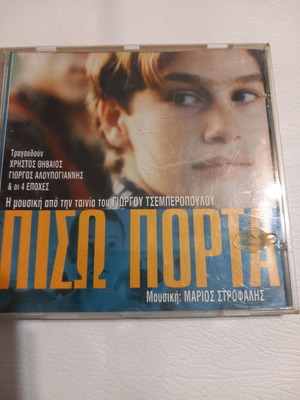 Τραγουδούν
ΧΡΗΣΤΟΣ ΘΗΒΑΙΟΣ
ΓΙΩΡΓΟΣ ΑΛΟΥΠΟΓΙΑΝΝΗΣ
& οι 4 ΕΠΟΧΕΣ
Η μουσική από την ταινία του ΓΙΩΡΓΟΥ ΤΣΕΜΠΕΡΟΠΟΥΛΟΥ
ΠΙΣΩ ΠΟΡΤΑ
Μουσική: ΜΑΡΙΟΣ ΣΤΡΟΦΑΛΗΣ